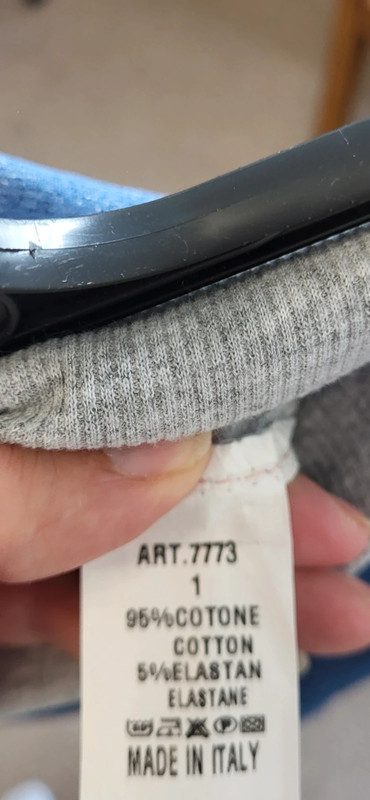 ART.7773
1
95%COTONE
COTTON
5%ELASTAN
ELASTANE
MADE IN ITALY